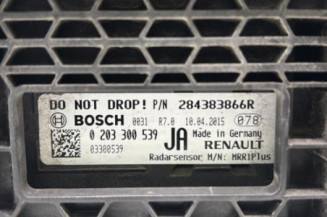 DO NOT DROP! P/N 284383866R
BOSCH 0031 R7.0 10.04.2015 078
0 203 300 539 JA Made in Germany
03300539 RENAULT
Radarsensor M/N: MRR1Plus